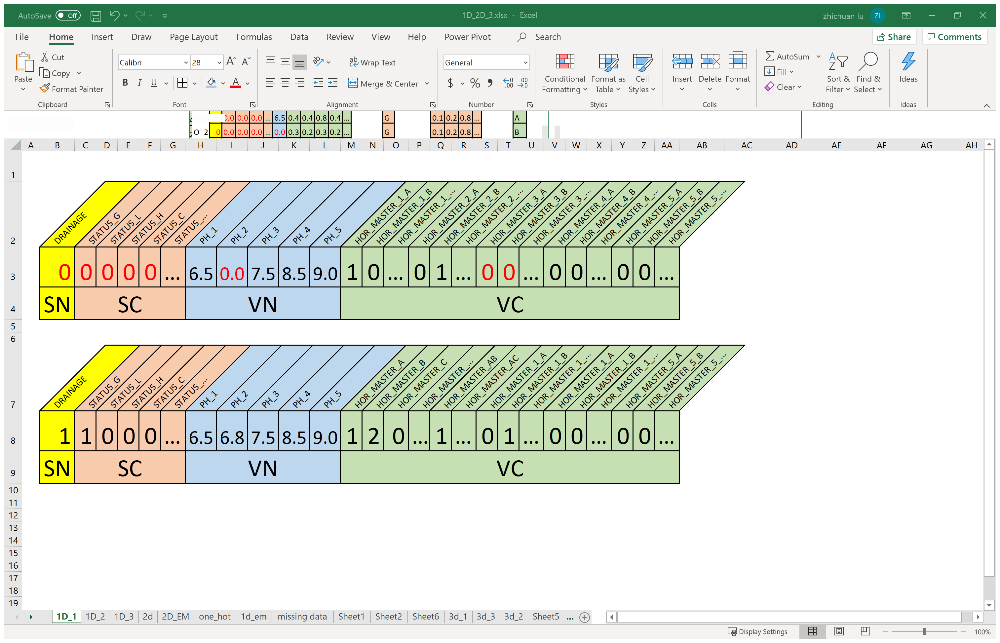 AutoSave Off 1D_2D_3.xlsx - Excel zhichuan lu ZL
File Home Insert Draw Page Layout Formulas Data Review View Help Power Pivot Search Share Comments
Paste Cut Copy Format Painter
Calibri 28 A A B I U A
ab Wrap Text Merge & Center
General $ % , .00 .00
Conditional Formatting Format as Table Cell Styles
Insert Delete Format
AutoSum Fill Clear
Sort & Filter Find & Select
Ideas
Clipboard Font Alignment Number Styles Cells Editing Ideas
0.0 0.0 0.0 ... 6.5 0.4 0.4 0.8 0.4 ... G 0.1 0.2 0.8 ... A
O 2 0 0.0 0.0 0.0 ... 0.0 0.3 0.2 0.3 0.2 ... G 0.1 0.2 0.8 ... B
A B C D E F G H I J K L M N O P Q R S T U V W X Y Z AA AB AC AD AE AF AG AH
1
2 DRAINAGE STATUS_G STATUS_L STATUS_H STATUS_C STATUS_... PH_1 PH_2 PH_3 PH_4 PH_5 HOR_MASTER_1_A HOR_MASTER_1_B HOR_MASTER_1_... HOR_MASTER_2_A HOR_MASTER_2_B HOR_MASTER_2_... HOR_MASTER_3_A HOR_MASTER_3_B HOR_MASTER_3_... HOR_MASTER_4_A HOR_MASTER_4_B HOR_MASTER_4_... HOR_MASTER_5_A HOR_MASTER_5_B HOR_MASTER_5_...
3 0 0 0 0 0 ... 6.5 0.0 7.5 8.5 9.0 1 0 ... 0 1 ... 0 0 ... 0 0 ... 0 0 ...
4 SN SC VN VC
5
6
7 DRAINAGE STATUS_G STATUS_L STATUS_H STATUS_C STATUS_... PH_1 PH_2 PH_3 PH_4 PH_5 HOR_MASTER_A HOR_MASTER_B HOR_MASTER_C HOR_MASTER_... HOR_MASTER_AB HOR_MASTER_AC HOR_MASTER_1_A HOR_MASTER_1_B HOR_MASTER_1_... HOR_MASTER_1_A HOR_MASTER_1_B HOR_MASTER_1_... HOR_MASTER_5_A HOR_MASTER_5_B HOR_MASTER_5_...
8 1 1 0 0 0 ... 6.5 6.8 7.5 8.5 9.0 1 2 0 ... 1 ... 0 1 ... 0 0 ... 0 0 ...
9 SN SC VN VC
10
11
12
13
14
15
16
17
18
19
1D_1 1D_2 1D_3 2d 2D_EM one_hot 1d_em missing data Sheet1 Sheet2 Sheet6 3d_1 3d_3 3d_2 Sheet5 ...
Display Settings 100%